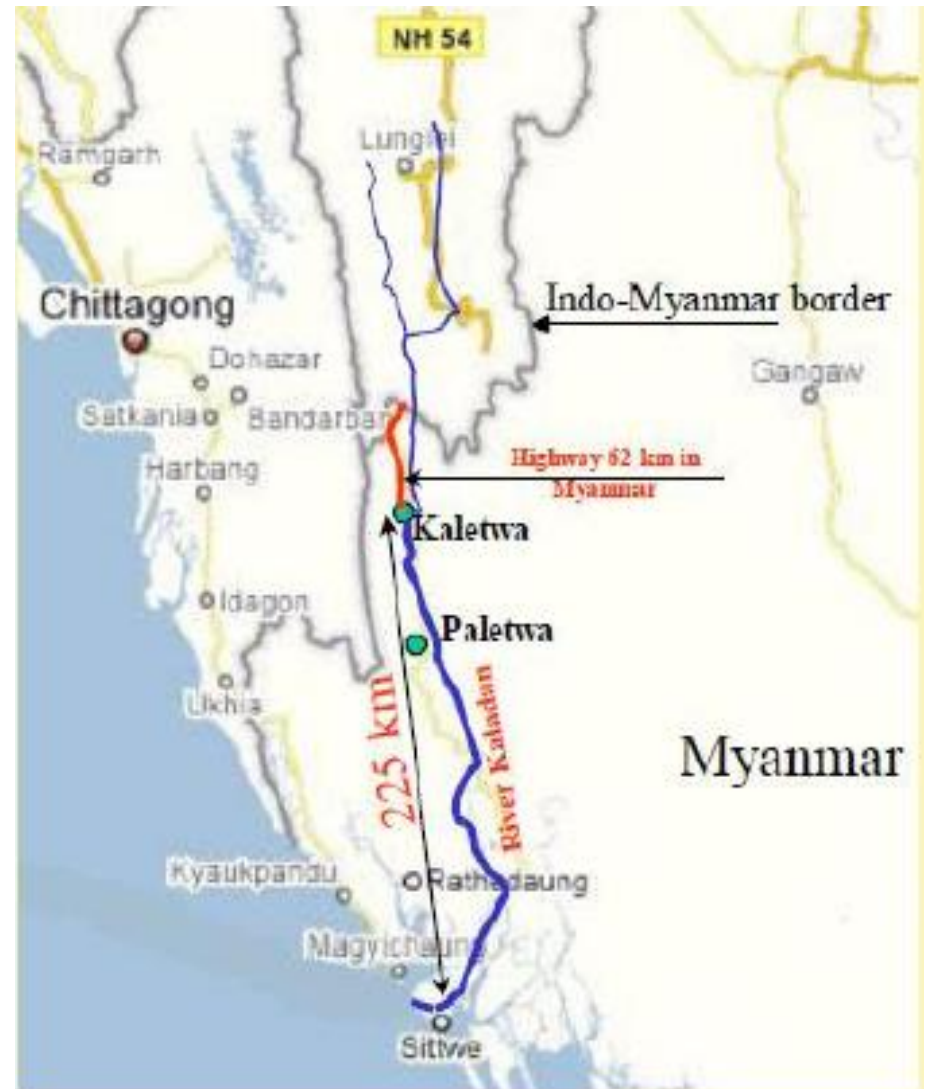 NH 54
Lunglei
Ramgarh
Chittagong
Indo-Myanmar border
Dohazar
Gangaw
Satkania
Bandarban
Harbang
Highway 62 km in
Myanmar
Kaletwa
Idagon
Paletwa
Ukhia
225 km
River Kaladan
Myanmar
Kyaukpandu
Rathedaung
Magyichaung
Sittwe